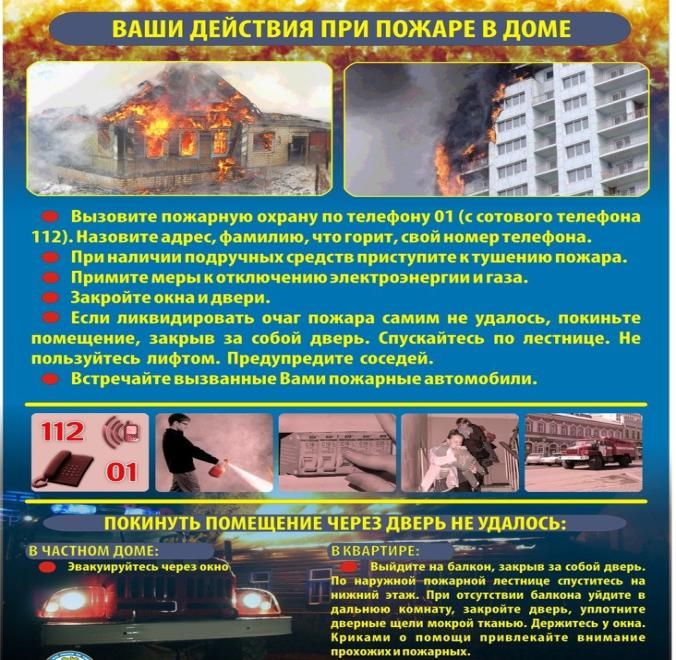 ВАШИ ДЕЙСТВИЯ ПРИ ПОЖАРЕ В ДОМЕ
Вызовите пожарную охрану по телефону 01 (с сотового телефона
112). Назовите адрес, фамилию, что горит, свой номер телефона.
При наличии подручных средств приступите к тушению пожара.
Примите меры к отключению электроэнергии и газа.
Закройте окна и двери.
Если ликвидировать очаг пожара самим не удалось, покиньте
помещение, закрыв за собой дверь. Спускайтесь по лестнице. Не
пользуйтесь лифтом. Предупредите соседей.
Встречайте вызванные Вами пожарные автомобили.
112
01
ПОКИНУТЬ ПОМЕЩЕНИЕ ЧЕРЕЗ ДВЕРЬ НЕ УДАЛОСЬ:
В ЧАСТНОМ ДОМЕ:
Эвакуируйтесь через окно
В КВАРТИРЕ:
Выйдите на балкон, закрыв за собой дверь.
По наружной пожарной лестнице спуститесь на
нижний этаж. При отсутствии балкона уйдите в
дальнюю комнату, закройте дверь, уплотните
дверные щели мокрой тканью. Держитесь у окна.
Криками о помощи привлекайте внимание
прохожих и пожарных.